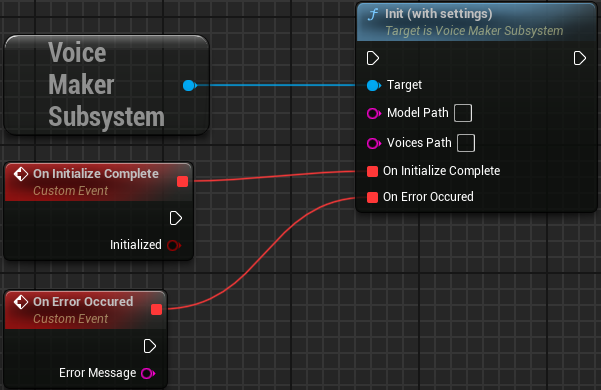 Voice
Maker
Subsystem
f Init (with settings)
Target is Voice Maker Subsystem
Target
Model Path
Voices Path
On Initialize Complete
On Error Occured
On Initialize Complete
Custom Event
Initialized
On Error Occured
Custom Event
Error Message